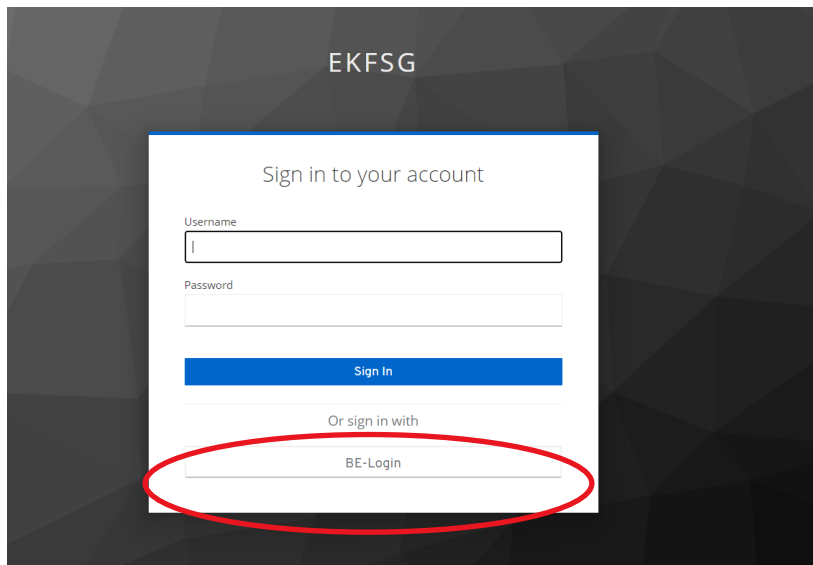 EKFSG
Sign in to your account
Username
Password
Sign In
Or sign in with
BE-Login